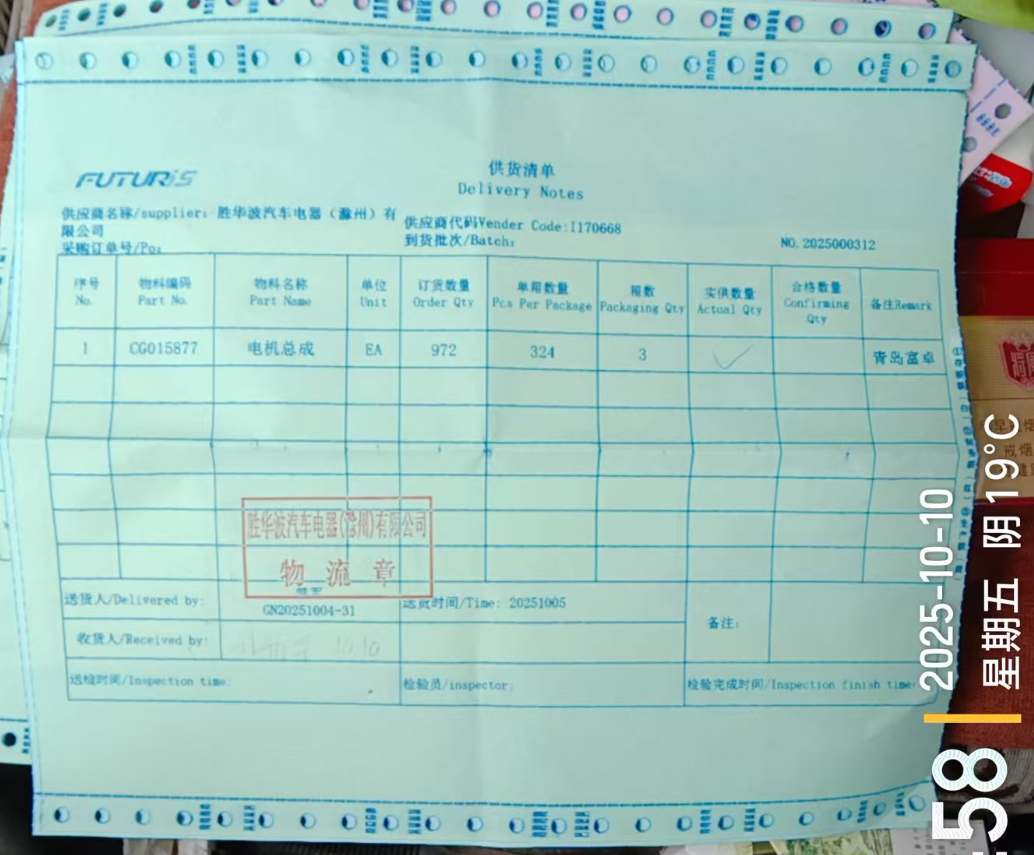 FUTURiS
供货清单
Delivery Notes
供应商名称/supplier: 胜华波汽车电器（滁州）有
限公司
供应商代码Vender Code:I170668
采购订单号/Po:
到货批次/Batch:
NO.2025000312
序号 物料编码 物料名称 单位 订货数量 单箱数量 箱数 实供数量 合格数量 备注Remark
No. Part No. Part Name Unit Order Qty Pcs Per Package Packaging Qty Actual Qty Confirming Qty
1 CG015877 电机总成 EA 972 324 3 ✓ 青岛富卓
胜华波汽车电器(滁州)有限公司
物流章
送货人/Delivered by:
GN20251004-31
送货时间/Time: 20251005
备注:
收货人/Received by:
10.10
送检时间/Inspection time:
检验员/inspector:
检验完成时间/Inspection finish time:
2025-10-10
星期五 阴 19°C
:58